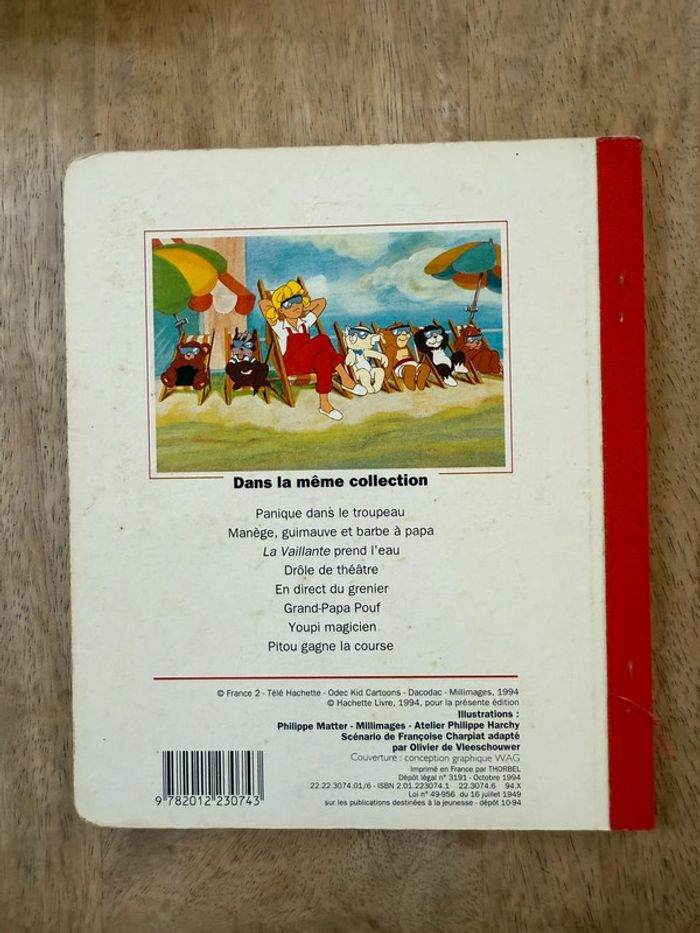 Dans la même collection
Panique dans le troupeau
Manège, guimauve et barbe à papa
La Vaillante prend l'eau
Drôle de théâtre
En direct du grenier
Grand-Papa Pouf
Youpi magicien
Pitou gagne la course
© France 2 - Télé Hachette - Odec Kid Cartoons - Dacodac - Millimages, 1994
© Hachette Livre, 1994, pour la présente édition
Illustrations :
Philippe Matter - Millimages - Atelier Philippe Harchy
Scénario de Françoise Charpiat adapté
par Olivier de Vleeschouwer
Couverture : conception graphique WAG
Imprimé en France par THORBEL
Dépôt légal n° 3191 - Octobre 1994
22.22.3074.01/6 - ISBN 2.01.223074.1 22.3074.6 94.X
Loi n° 49-956 du 16 juillet 1949
sur les publications destinées à la jeunesse - dépôt 10-94
9 782012 230743